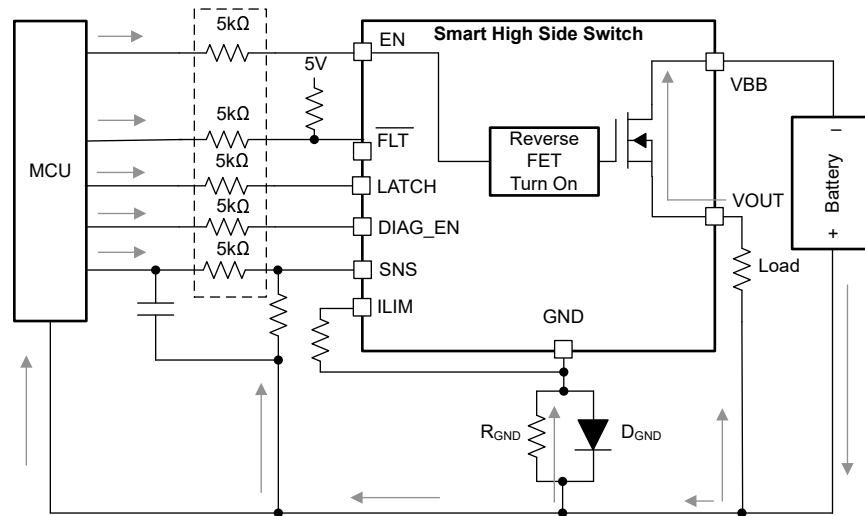 5kΩ
Smart High Side Switch
EN
5V
VBB
5kΩ
FLT
Reverse
FET
Turn On
MCU
5kΩ
LATCH
VOUT
Battery
–
+
5kΩ
DIAG_EN
5kΩ
SNS
Load
ILIM
GND
RGND
DGND